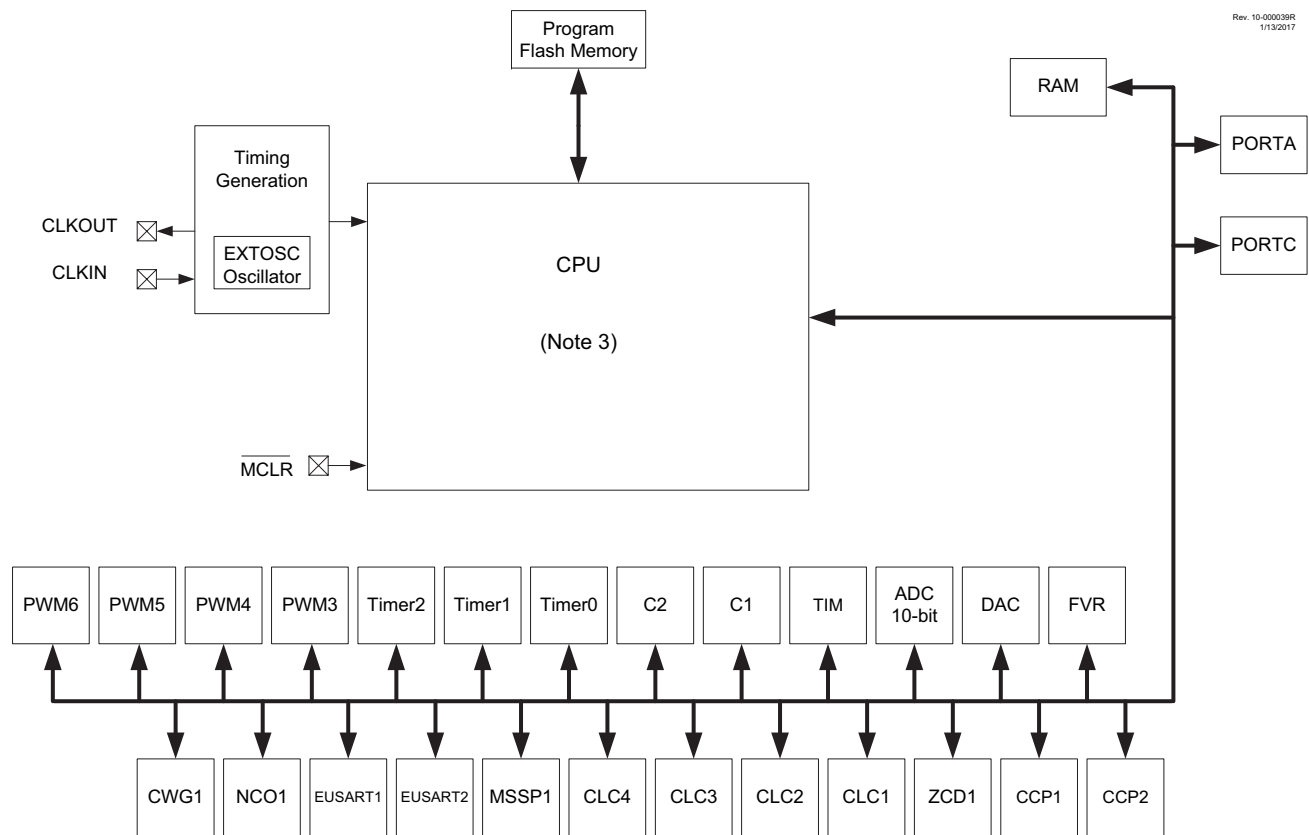 Rev. 10-000039R
1/13/2017
Program
Flash Memory
RAM
PORTA
Timing
Generation
CLKOUT
PORTC
EXTOSC
Oscillator
CLKIN
CPU
(Note 3)
MCLR
PWM6
PWM5
PWM4
PWM3
Timer2
Timer1
Timer0
C2
C1
TIM
ADC
10-bit
DAC
FVR
CWG1
NCO1
EUSART1
EUSART2
MSSP1
CLC4
CLC3
CLC2
CLC1
ZCD1
CCP1
CCP2